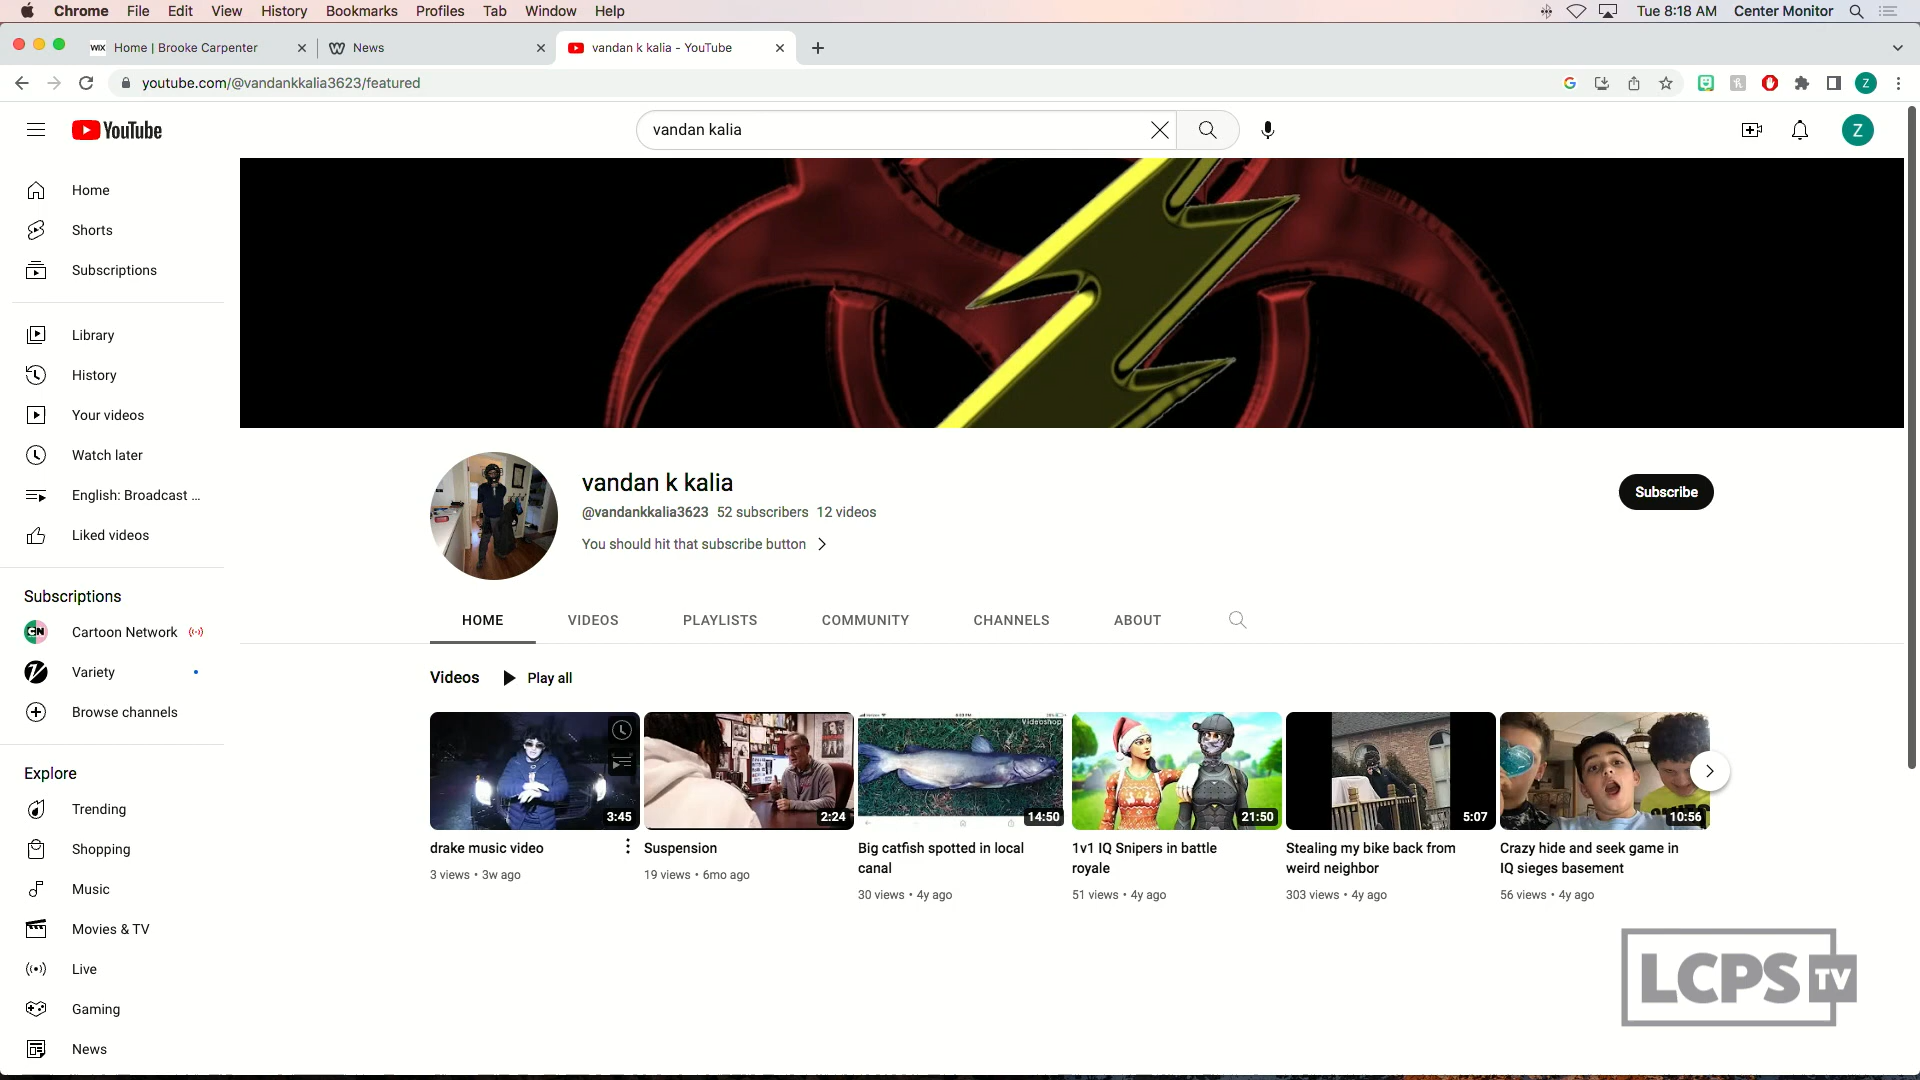 Chrome File Edit View History Bookmarks Profiles Tab Window Help
Tue 8:18 AM Center Monitor
WIX Home | Brooke Carpenter
News
vandan k kalia - YouTube
youtube.com/@vandankkalia3623/featured
Z
YouTube
vandan kalia
Z
Home
Shorts
Subscriptions
Library
History
Your videos
Watch later
English: Broadcast ...
Liked videos
Subscriptions
CN Cartoon Network
Variety
Browse channels
Explore
Trending
Shopping
Music
Movies & TV
Live
Gaming
News
vandan k kalia
@vandankkalia3623 52 subscribers 12 videos
You should hit that subscribe button
Subscribe
HOME VIDEOS PLAYLISTS COMMUNITY CHANNELS ABOUT
Videos Play all
3:45
drake music video
3 views • 3w ago
2:24
Suspension
19 views • 6mo ago
Videoshop
14:50
Big catfish spotted in local
canal
30 views • 4y ago
21:50
1v1 IQ Snipers in battle
royale
51 views • 4y ago
5:07
Stealing my bike back from
weird neighbor
303 views • 4y ago
10:56
Crazy hide and seek game in
IQ sieges basement
56 views • 4y ago
LCPS TV